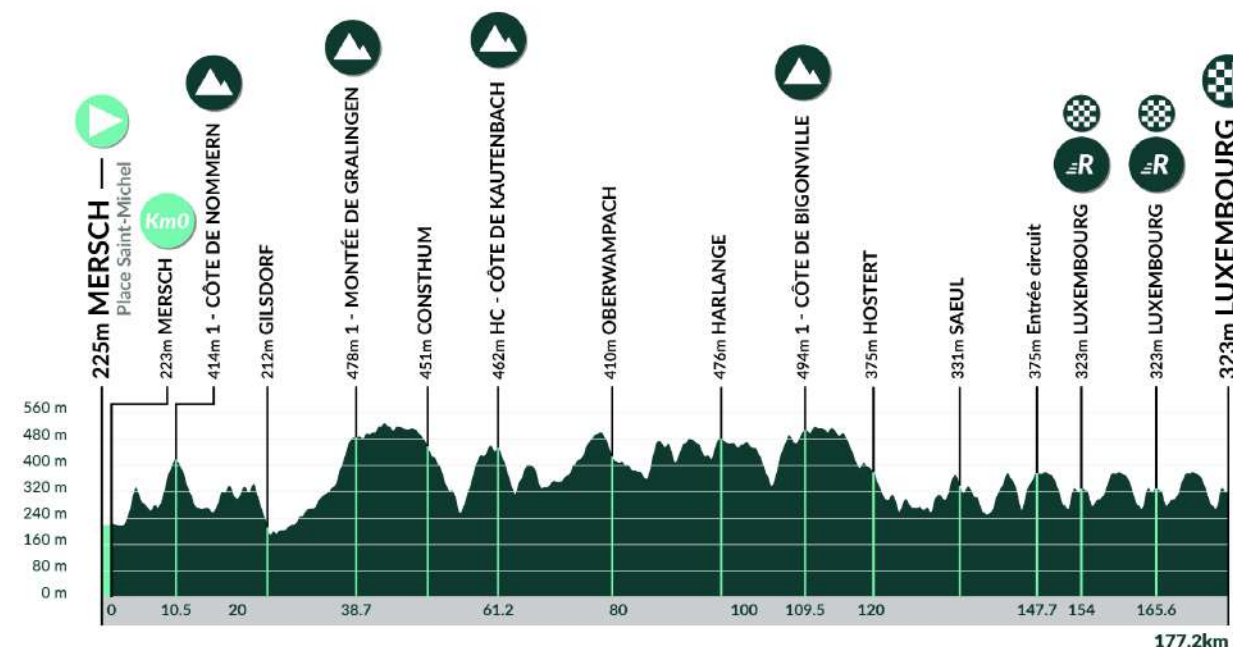 225m MERSCH
Place Saint-Michel
Km0
223m MERSCH
414m 1 - CÔTE DE NOMMERN
212m GILSDORF
478m 1 - MONTÉE DE GRALINGEN
451m CONSTHUM
462m HC - CÔTE DE KAUTENBACH
410m OBERWAMPACH
476m HARLANGE
494m 1 - CÔTE DE BIGONVILLE
375m HOSTERT
331m SAEUL
375m Entrée circuit
R
323m LUXEMBOURG
R
323m LUXEMBOURG
323m LUXEMBOURG
560 m
480 m
400 m
320 m
240 m
160 m
80 m
0 m
0 10.5 20 38.7 61.2 80 100 109.5 120 147.7 154 165.6
177.2km